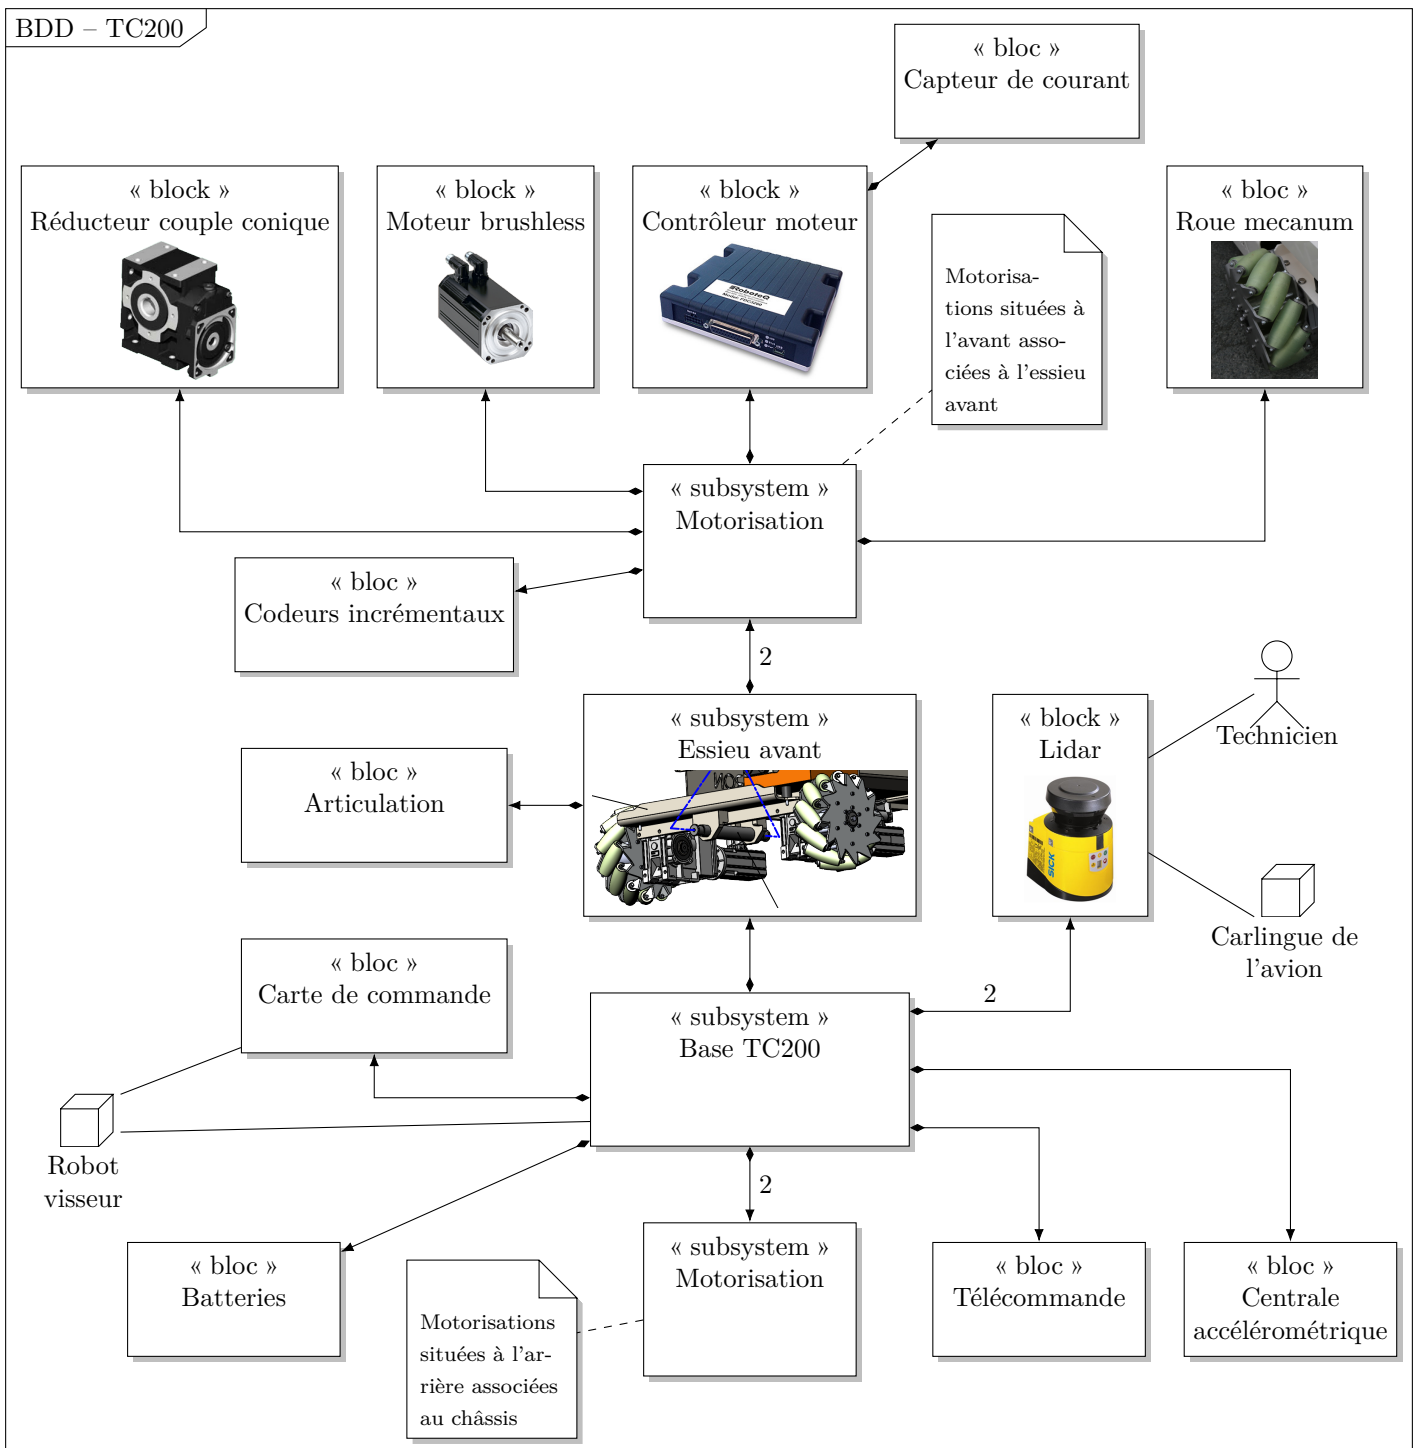 BDD – TC200
« bloc »
Capteur de courant
« block »
Réducteur couple conique
« block »
Moteur brushless
« block »
Contrôleur moteur
RoboteQ
« bloc »
Roue mecanum
Motorisa-
tions situées à
l'avant asso-
ciées à l'essieu
avant
« subsystem »
Motorisation
« bloc »
Codeurs incrémentaux
2
« subsystem »
Essieu avant
« block »
Lidar
SICK
Technicien
« bloc »
Articulation
Carlingue de
l'avion
« bloc »
Carte de commande
« subsystem »
Base TC200
2
Robot
visseur
2
« bloc »
Batteries
Motorisations
situées à l'ar-
rière associées
au châssis
« subsystem »
Motorisation
« bloc »
Télécommande
« bloc »
Centrale
accélérométrique